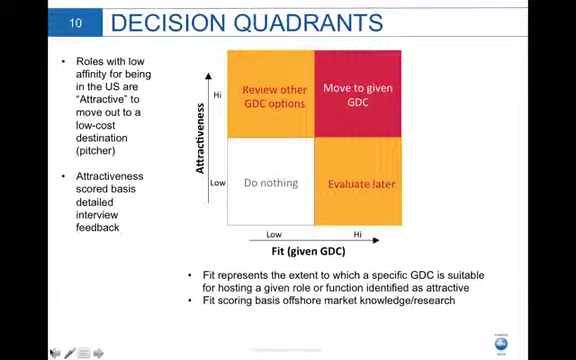 10
DECISION QUADRANTS
• Roles with low
affinity for being
in the US are
“Attractive” to
move out to a
low-cost
destination
(pitcher)
• Attractiveness
scored basis
detailed
interview
feedback
Attractiveness
Hi
Low
Review other
GDC options
Move to given
GDC
Do nothing
Evaluate later
Low
Hi
Fit (given GDC)
• Fit represents the extent to which a specific GDC is suitable
for hosting a given role or function identified as attractive
• Fit scoring basis offshore market knowledge/research